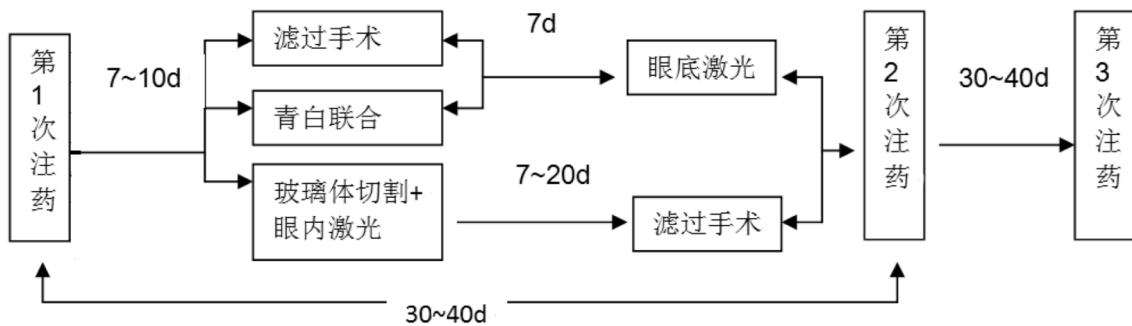 第1次注药
7~10d
滤过手术
青白联合
玻璃体切割+
眼内激光
7d
眼底激光
7~20d
滤过手术
第2次注药
30~40d
第3次注药
30~40d